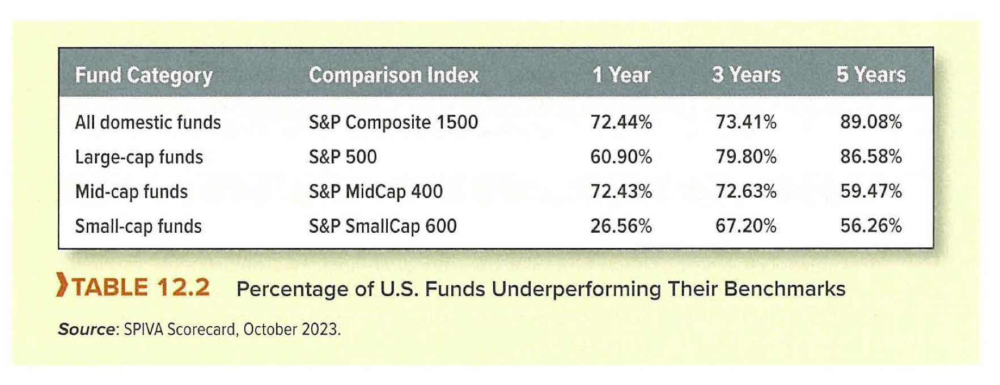 Fund Category Comparison Index 1 Year 3 Years 5 Years
All domestic funds S&P Composite 1500 72.44% 73.41% 89.08%
Large-cap funds S&P 500 60.90% 79.80% 86.58%
Mid-cap funds S&P MidCap 400 72.43% 72.63% 59.47%
Small-cap funds S&P SmallCap 600 26.56% 67.20% 56.26%
TABLE 12.2 Percentage of U.S. Funds Underperforming Their Benchmarks
Source: SPIVA Scorecard, October 2023.